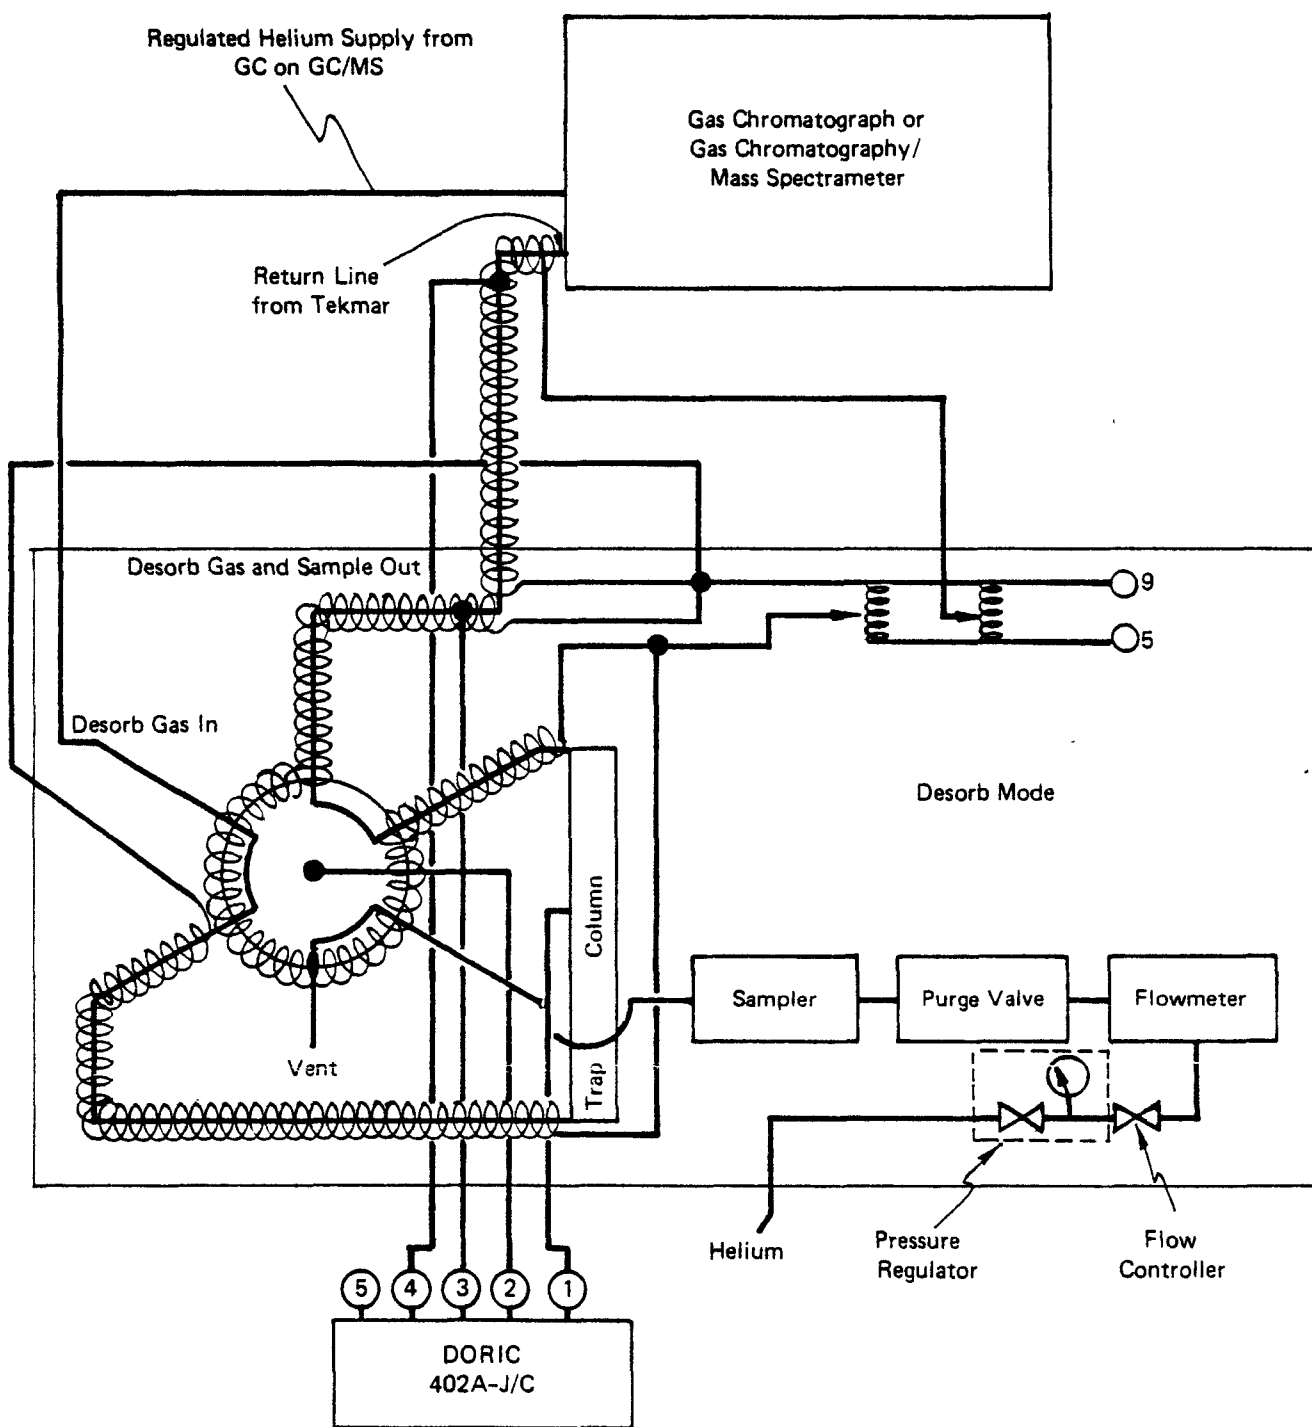 Regulated Helium Supply from
GC on GC/MS
Gas Chromatograph or
Gas Chromatography/
Mass Spectrameter
Return Line
from Tekmar
Desorb Gas and Sample Out
9
5
Desorb Gas In
Desorb Mode
Column
Trap
Sampler
Purge Valve
Flowmeter
Vent
Helium
Pressure
Regulator
Flow
Controller
5
4
3
2
1
DORIC
402A-J/C